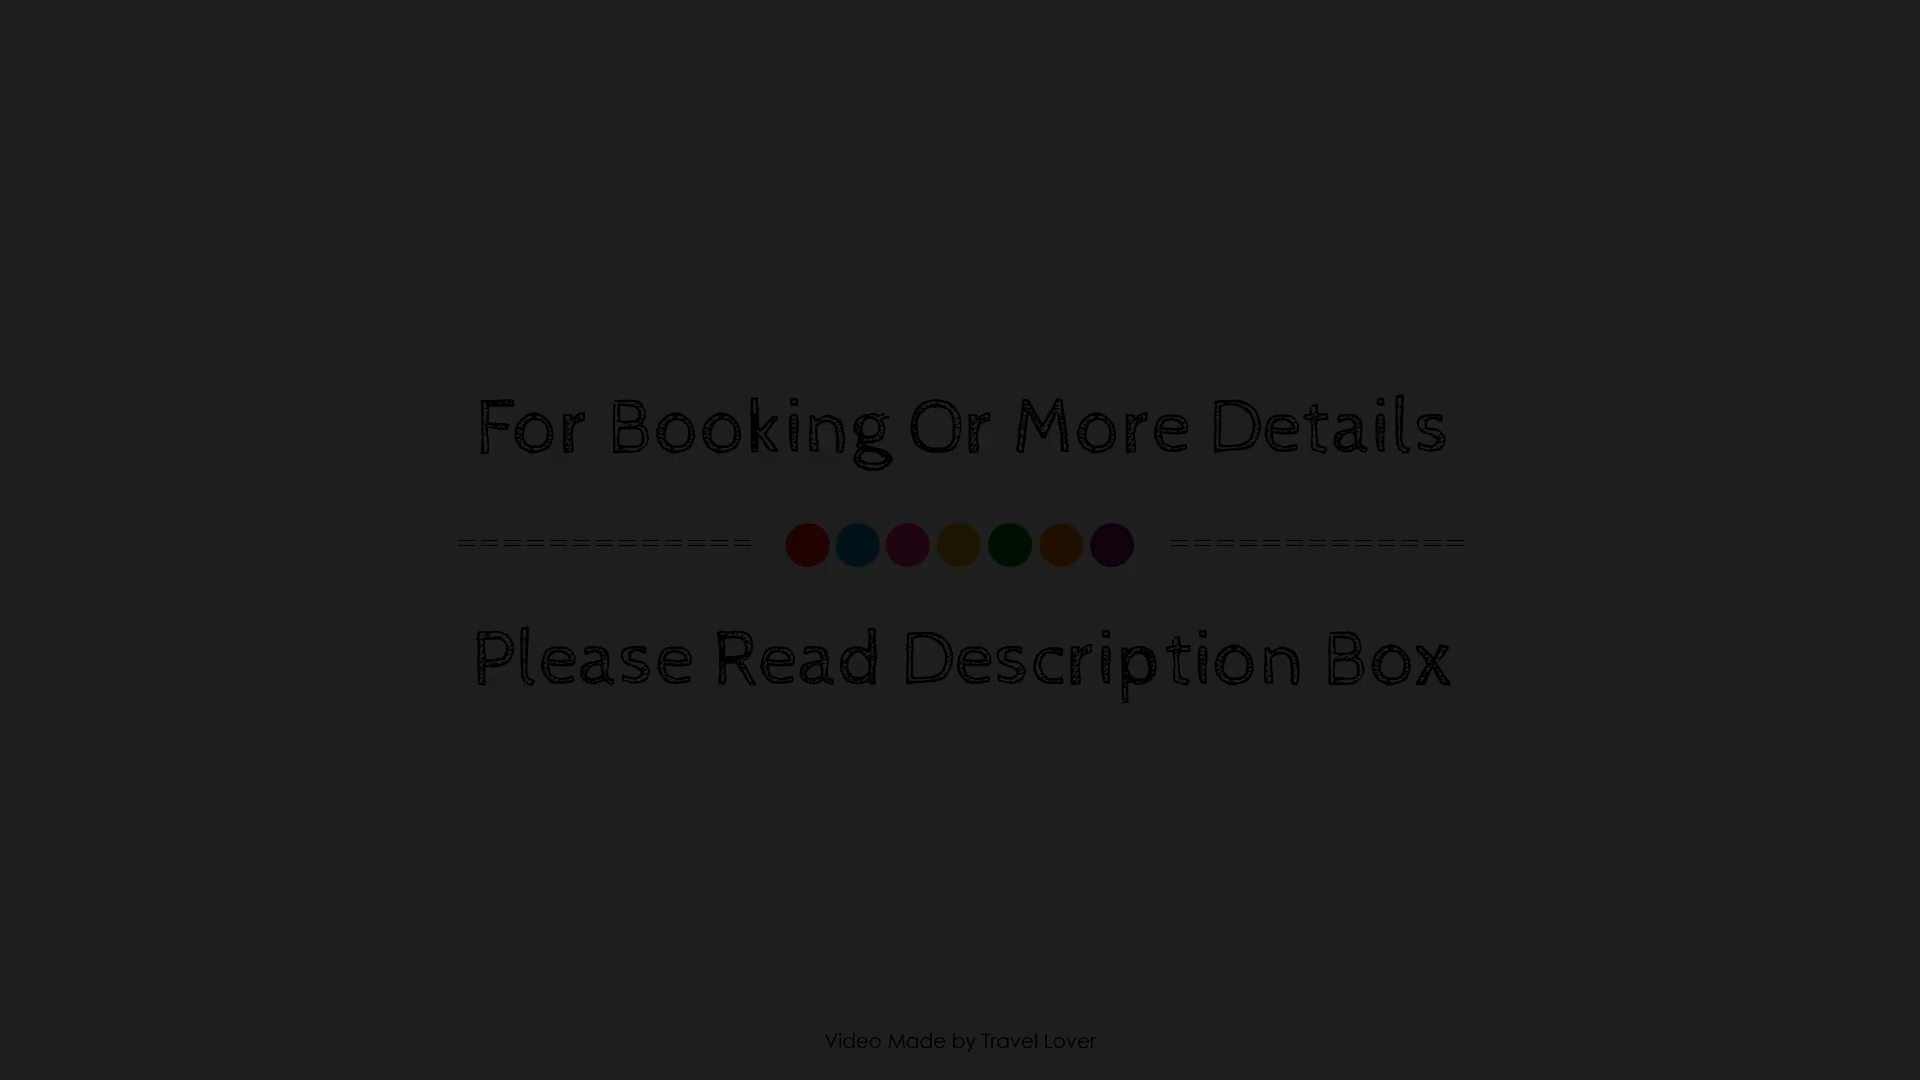 For Booking Or More Details
============= =============
Please Read Description Box
Video Made by Travel Lover